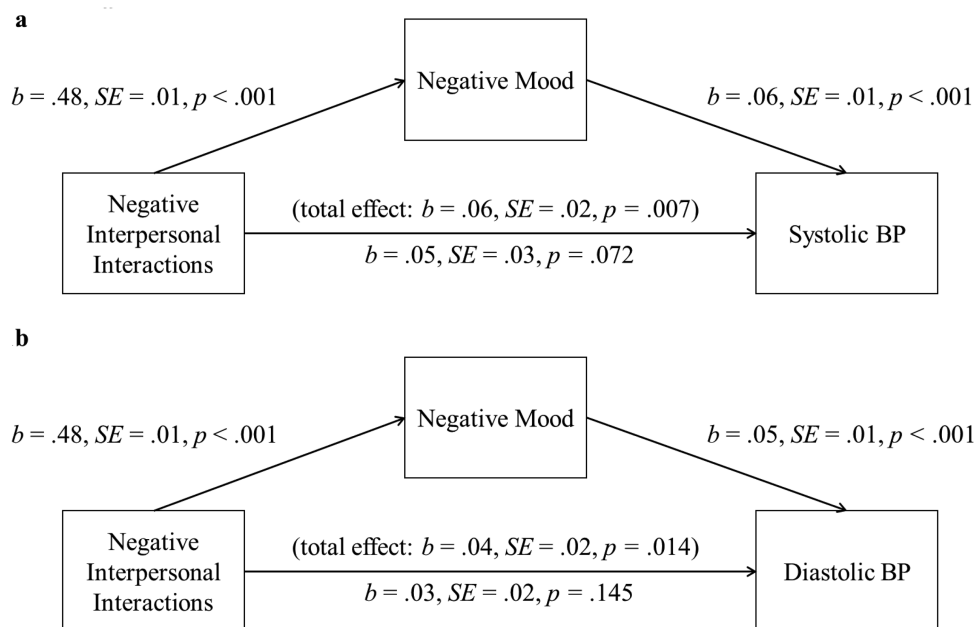 a
Negative Mood
b = .48, SE = .01, p < .001
b = .06, SE = .01, p < .001
Negative
Interpersonal
Interactions
(total effect: b = .06, SE = .02, p = .007)
b = .05, SE = .03, p = .072
Systolic BP
b
Negative Mood
b = .48, SE = .01, p < .001
b = .05, SE = .01, p < .001
Negative
Interpersonal
Interactions
(total effect: b = .04, SE = .02, p = .014)
b = .03, SE = .02, p = .145
Diastolic BP